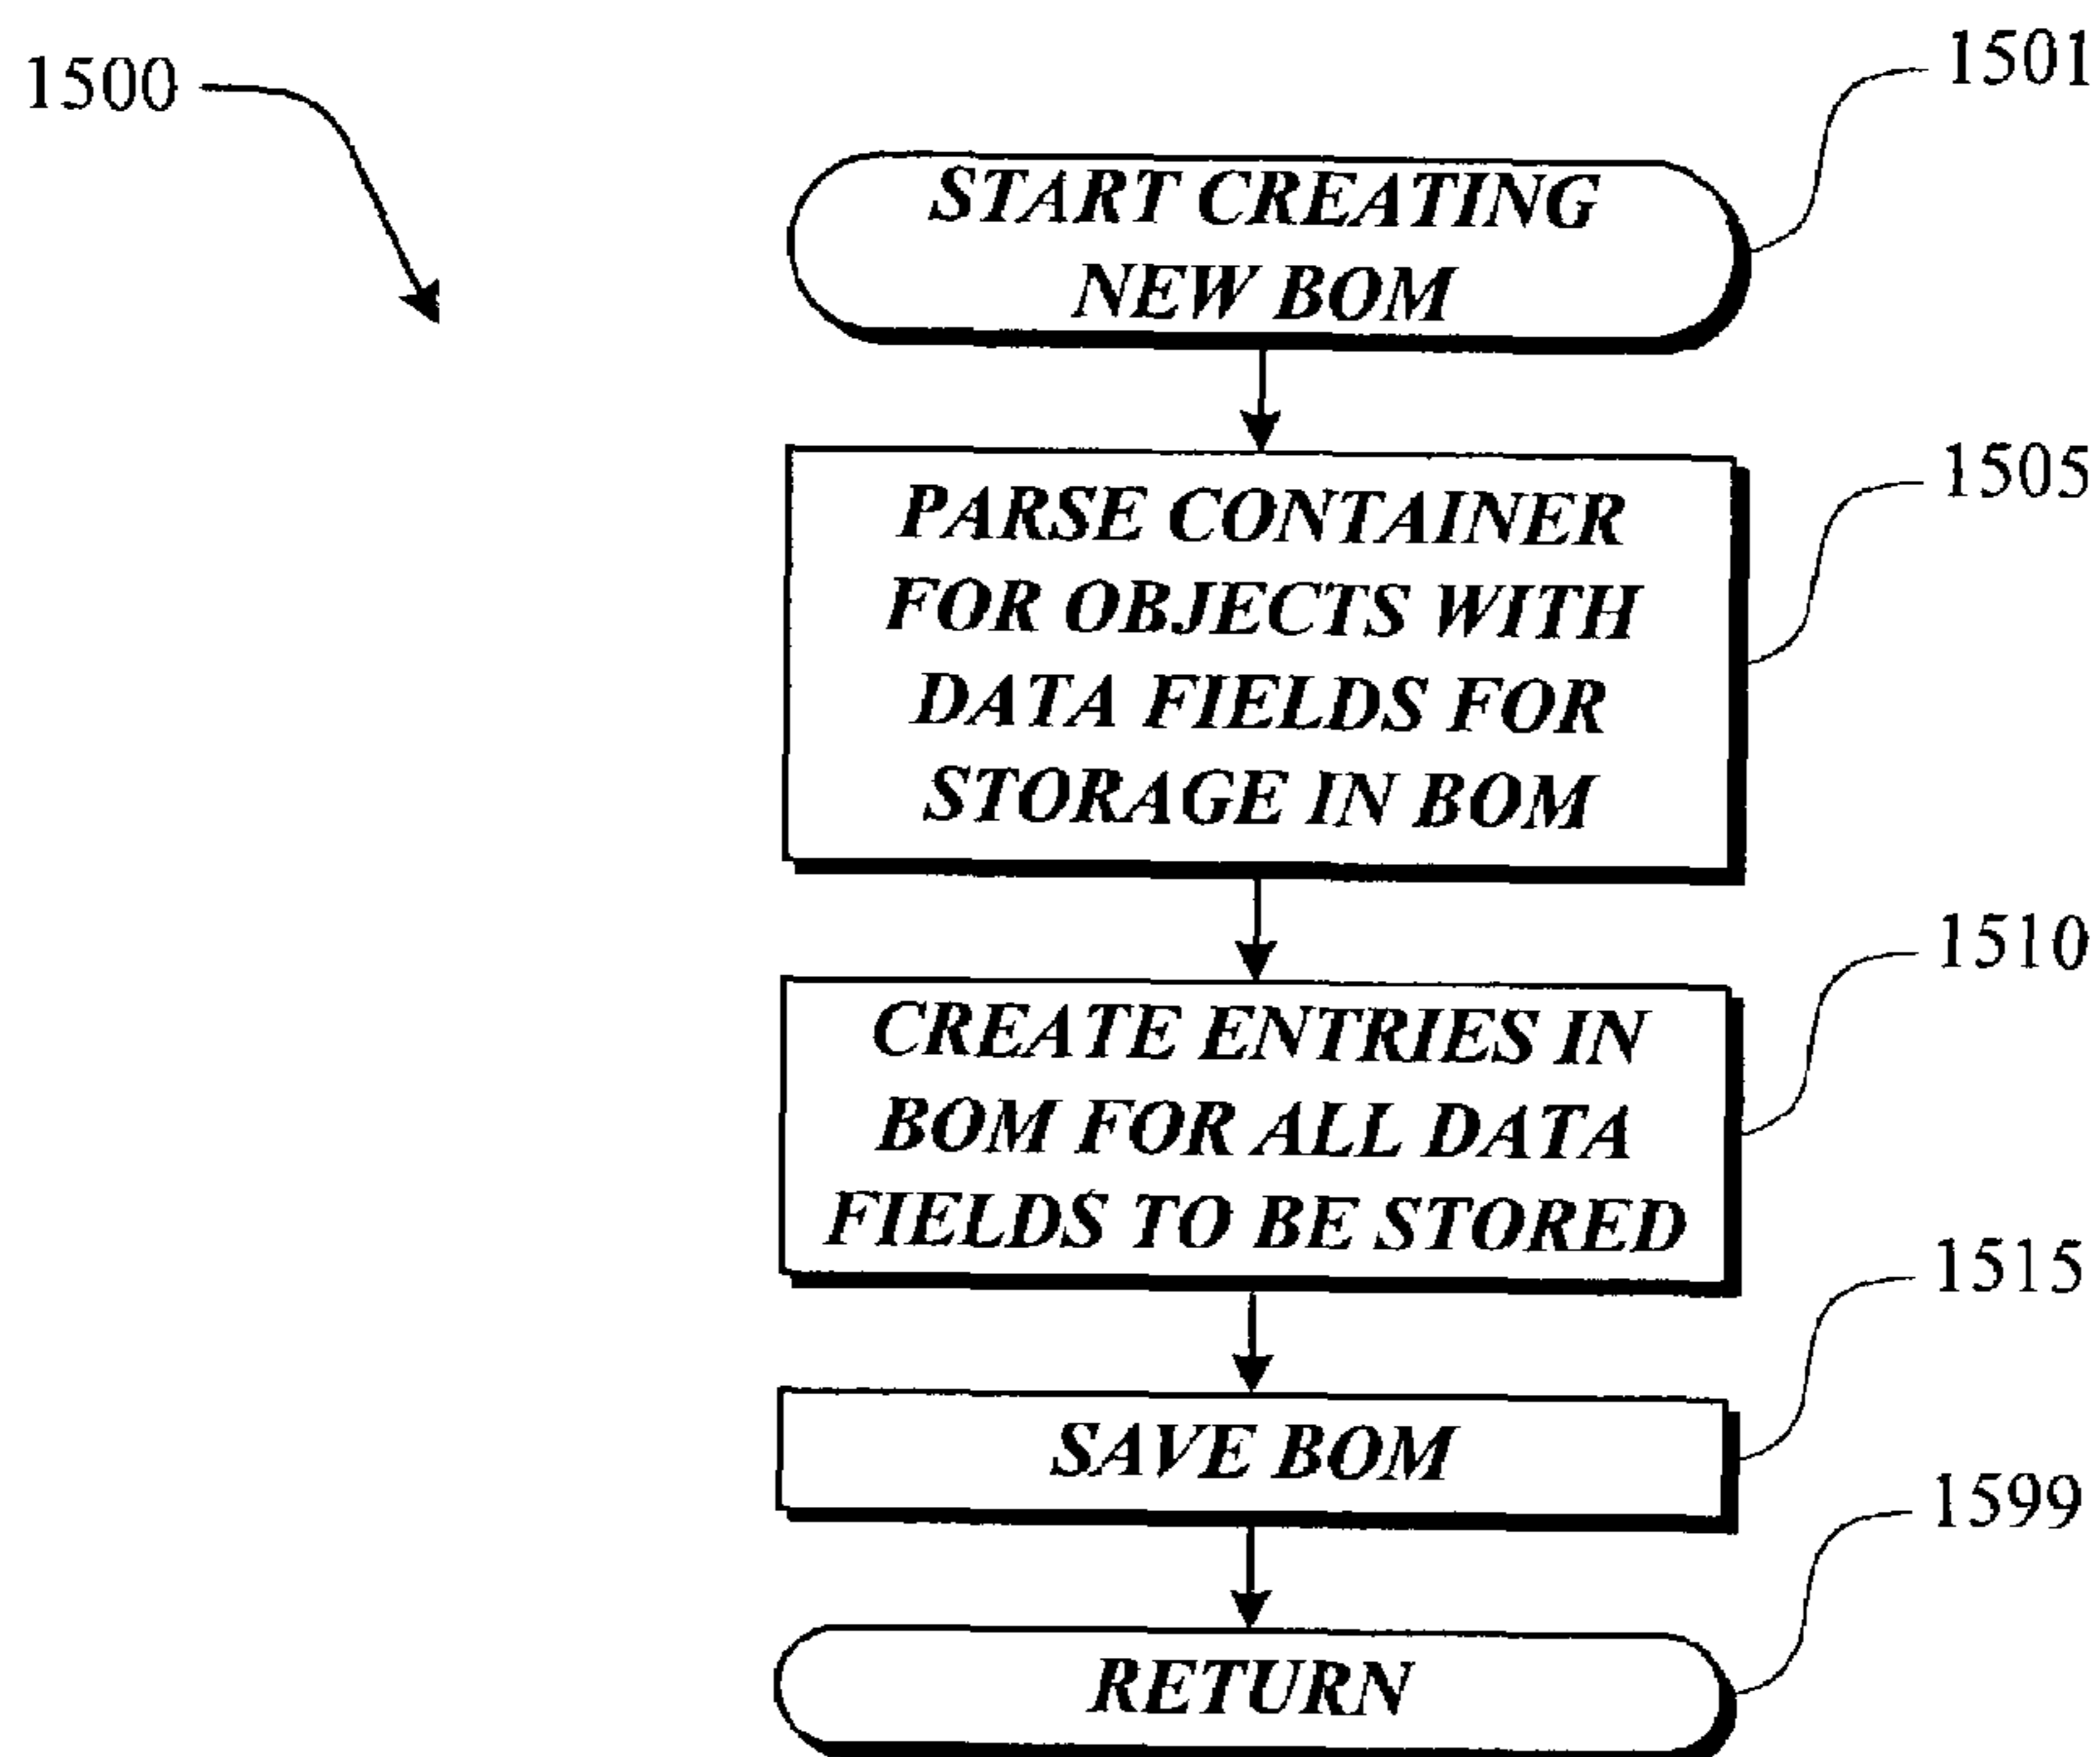 1500
1501
START CREATING
NEW BOM
1505
PARSE CONTAINER
FOR OBJECTS WITH
DATA FIELDS FOR
STORAGE IN BOM
1510
CREATE ENTRIES IN
BOM FOR ALL DATA
FIELDS TO BE STORED
1515
SAVE BOM
1599
RETURN